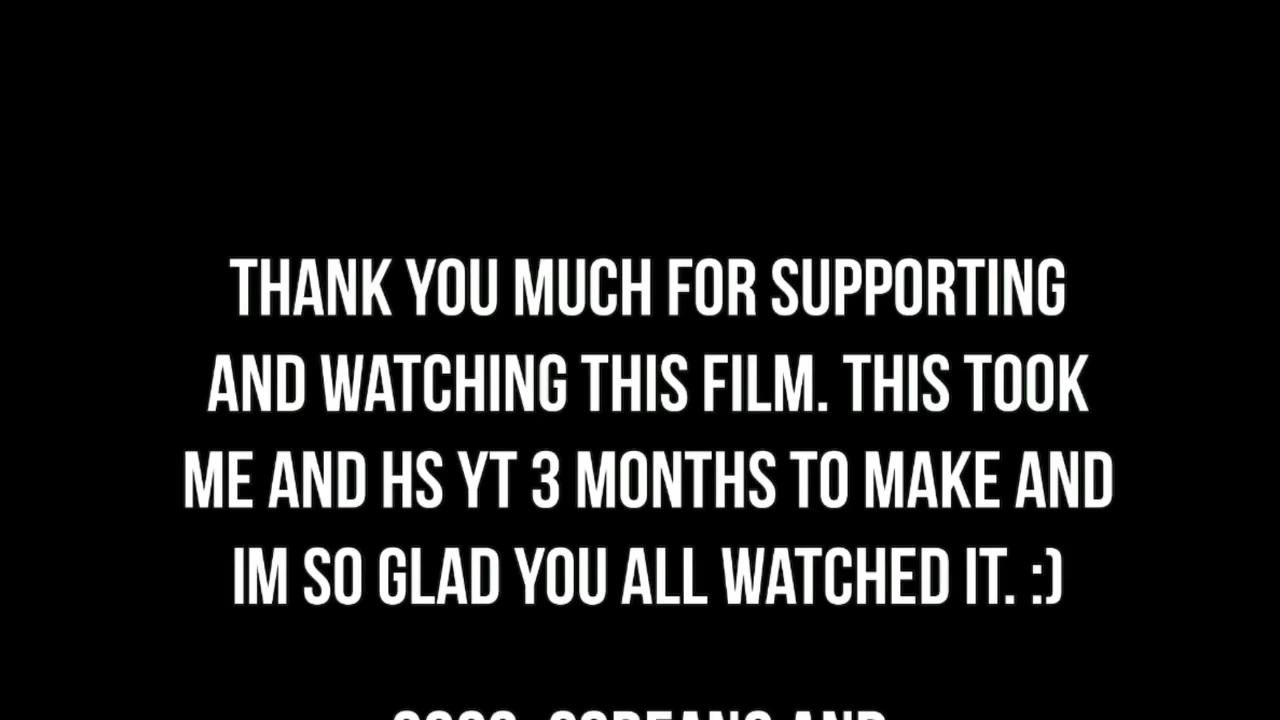 THANK YOU MUCH FOR SUPPORTING
AND WATCHING THIS FILM. THIS TOOK
ME AND HS YT 3 MONTHS TO MAKE AND
IM SO GLAD YOU ALL WATCHED IT. :)
AND